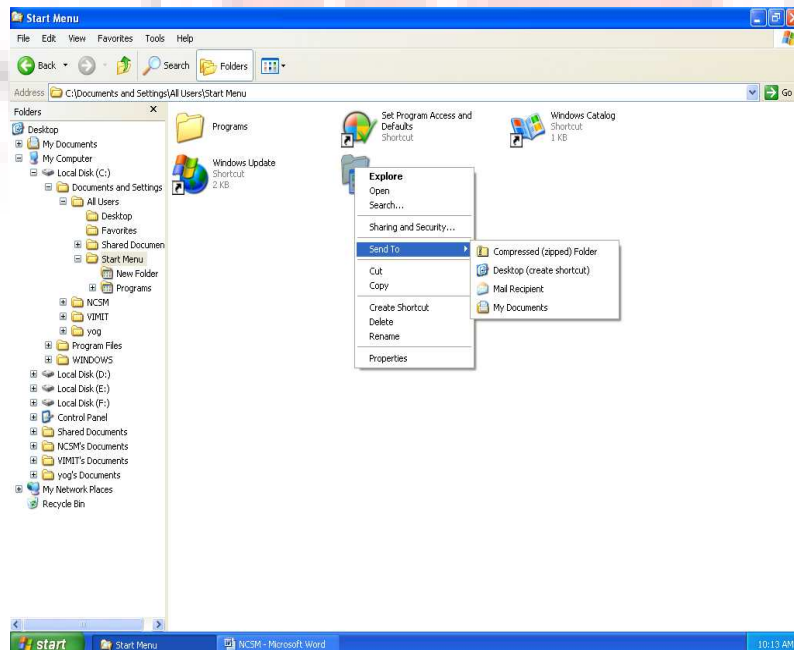 Start Menu
File Edit View Favorites Tools Help
Back Search Folders
Address C:\Documents and Settings\All Users\Start Menu Go
Folders X
Desktop
My Documents
My Computer
Local Disk (C:)
Documents and Settings
All Users
Desktop
Favorites
Shared Documen
Start Menu
New Folder
Programs
NCSM
VIMIT
yog
Program Files
WINDOWS
Local Disk (D:)
Local Disk (E:)
Local Disk (F:)
Control Panel
Shared Documents
NCSM's Documents
VIMIT's Documents
yog's Documents
My Network Places
Recycle Bin
Programs
Set Program Access and
Defaults
Shortcut
Windows Catalog
Shortcut
1 KB
Windows Update
Shortcut
2 KB
Explore
Open
Search...
Sharing and Security...
Send To
Cut
Copy
Create Shortcut
Delete
Rename
Properties
Compressed (zipped) Folder
Desktop (create shortcut)
Mail Recipient
My Documents
start Start Menu NCSM - Microsoft Word 10:13 AM